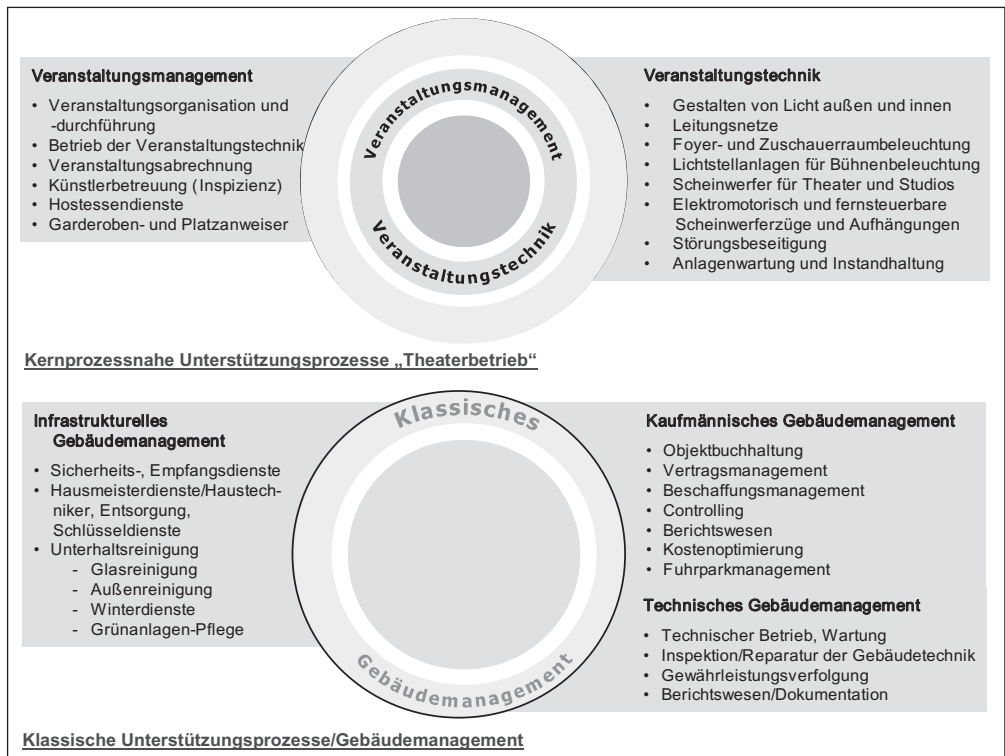 Veranstaltungsmanagement
• Veranstaltungsorganisation und
-durchführung
• Betrieb der Veranstaltungstechnik
• Veranstaltungsabrechnung
• Künstlerbetreuung (Inspizienz)
• Hostessendienste
• Garderoben- und Platzanweiser
Veranstaltungsmanagement
Veranstaltungstechnik
Veranstaltungstechnik
• Gestalten von Licht außen und innen
• Leitungsnetze
• Foyer- und Zuschauerraumbeleuchtung
• Lichtstellanlagen für Bühnenbeleuchtung
• Scheinwerfer für Theater und Studios
• Elektromotorisch und fernsteuerbare
Scheinwerferzüge und Aufhängungen
• Störungsbeseitigung
• Anlagenwartung und Instandhaltung
Kernprozessnahe Unterstützungsprozesse „Theaterbetrieb“
Infrastrukturelles
Gebäudemanagement
• Sicherheits-, Empfangsdienste
• Hausmeisterdienste/Haustech-
niker, Entsorgung,
Schlüsseldienste
• Unterhaltsreinigung
- Glasreinigung
- Außenreinigung
- Winterdienste
- Grünanlagen-Pflege
Klassisches
Gebäudemanagement
Kaufmännisches Gebäudemanagement
• Objektbuchhaltung
• Vertragsmanagement
• Beschaffungsmanagement
• Controlling
• Berichtswesen
• Kostenoptimierung
• Fuhrparkmanagement
Technisches Gebäudemanagement
• Technischer Betrieb, Wartung
• Inspektion/Reparatur der Gebäudetechnik
• Gewährleistungsverfolgung
• Berichtswesen/Dokumentation
Klassische Unterstützungsprozesse/Gebäudemanagement